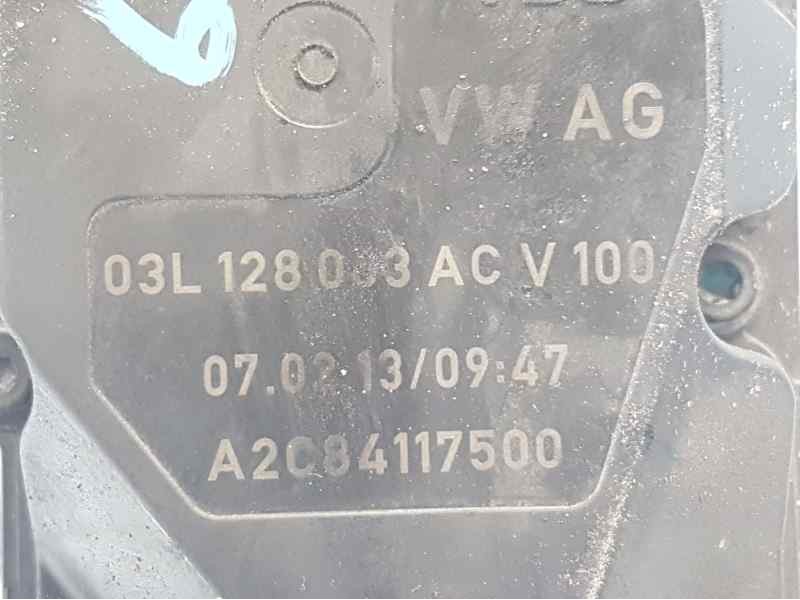 VW AG
03L 128 063 AC V 100
07.02.13/09:47
A2C84117500